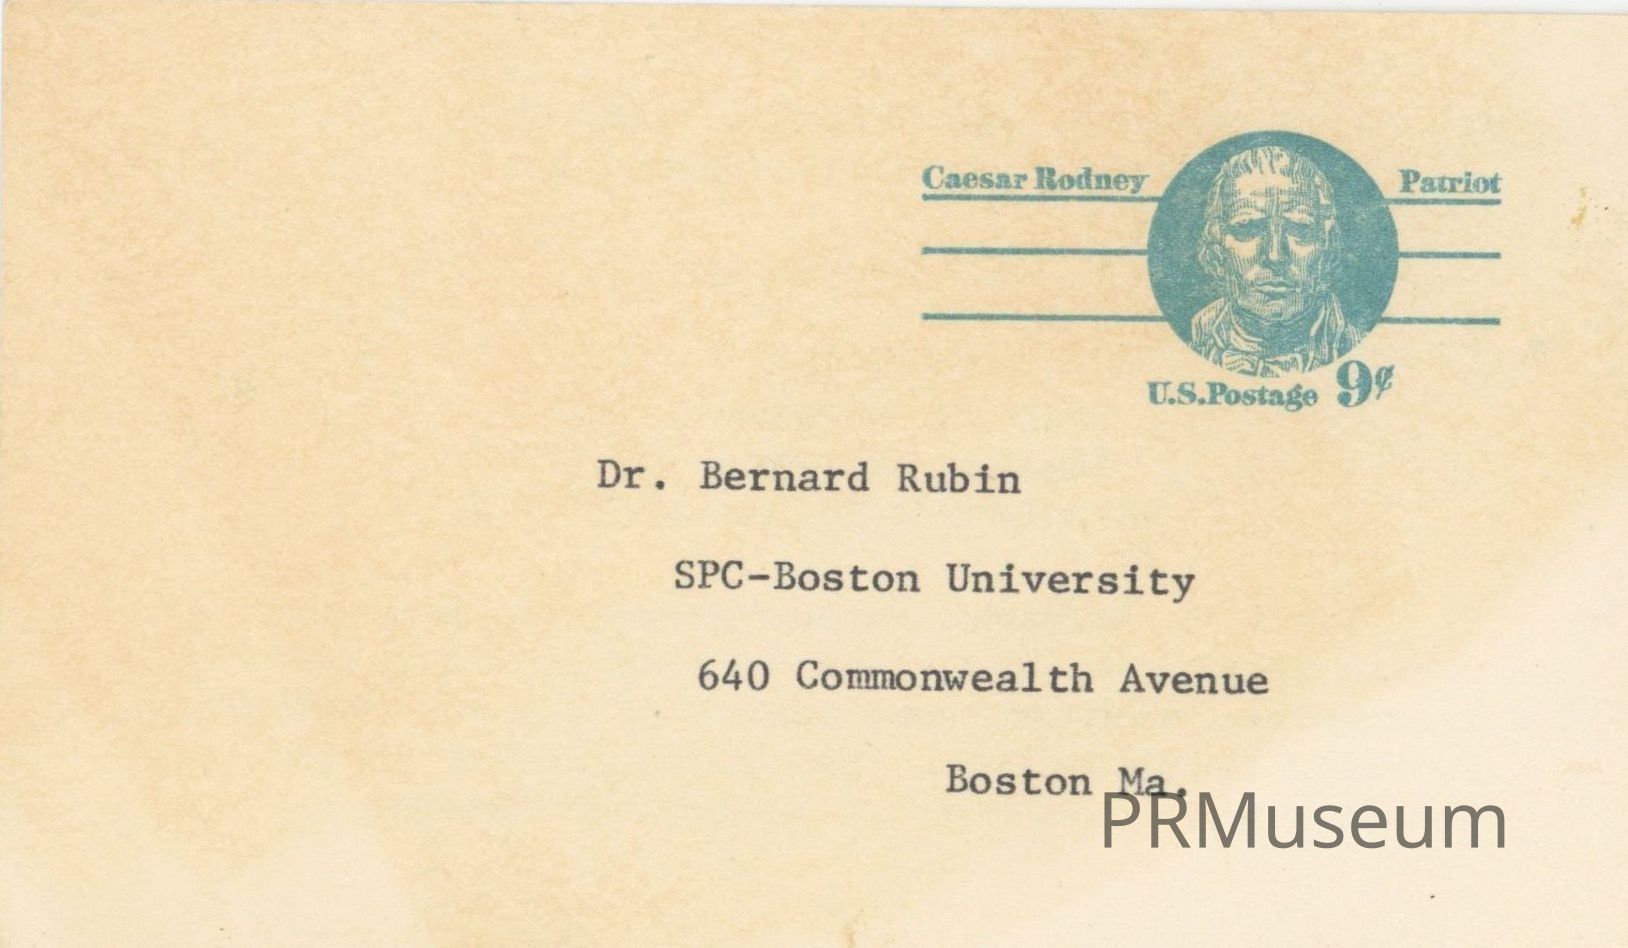 Caesar Rodney Patriot
U.S.Postage 9¢
Dr. Bernard Rubin
SPC-Boston University
640 Commonwealth Avenue
Boston Ma.
PRMuseum